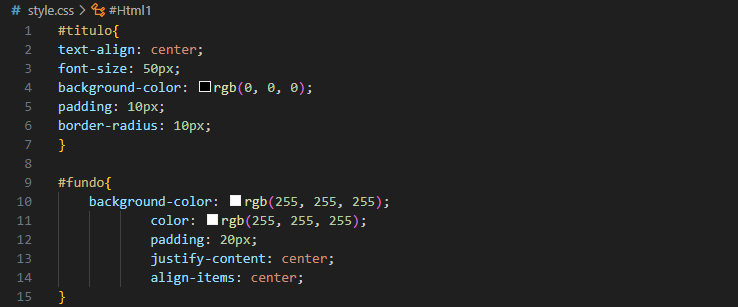 # style.css > #Html1
1 #titulo{
2 text-align: center;
3 font-size: 50px;
4 background-color: rgb(0, 0, 0);
5 padding: 10px;
6 border-radius: 10px;
7 }
8
9 #fundo{
10 background-color: rgb(255, 255, 255);
11 color: rgb(255, 255, 255);
12 padding: 20px;
13 justify-content: center;
14 align-items: center;
15 }